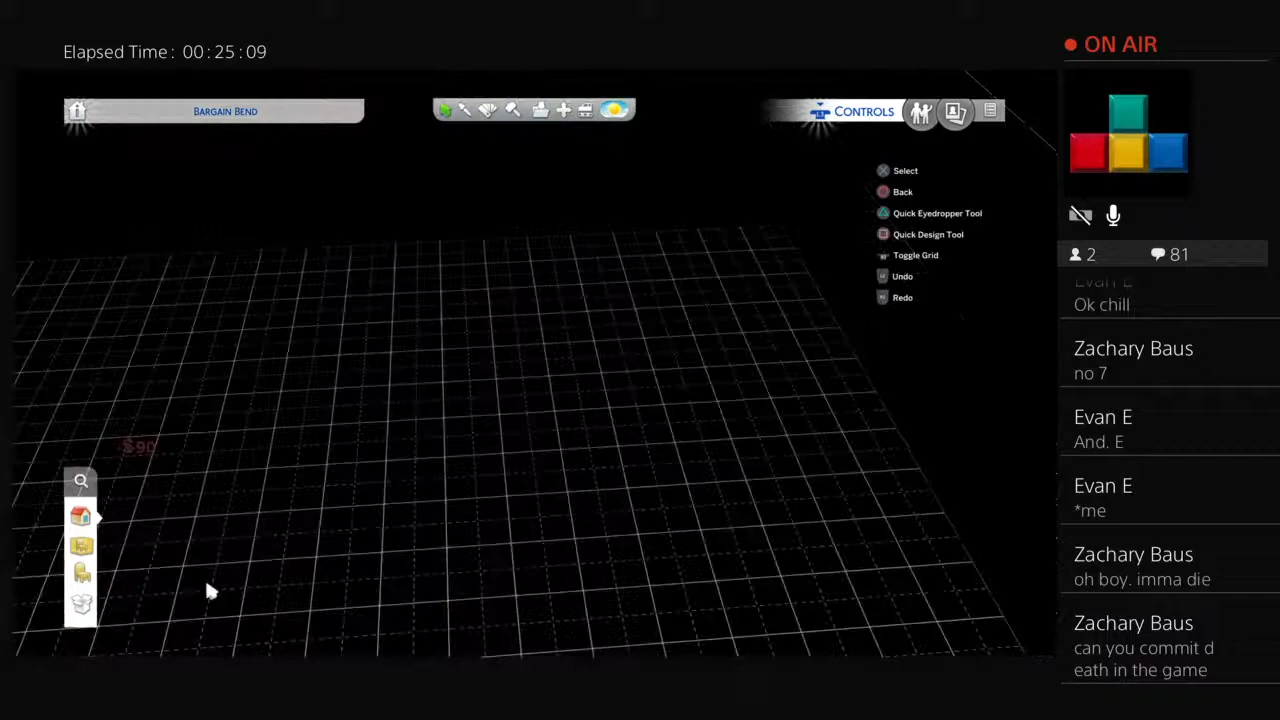 Elapsed Time: 00:25:09
ON AIR
BARGAIN BEND
CONTROLS
Select
Back
Quick Eyedropper Tool
Quick Design Tool
Toggle Grid
Undo
Redo
2
81
Evan E
Ok chill
Zachary Baus
no 7
Evan E
And. E
Evan E
*me
Zachary Baus
oh boy. imma die
Zachary Baus
can you commit d
eath in the game